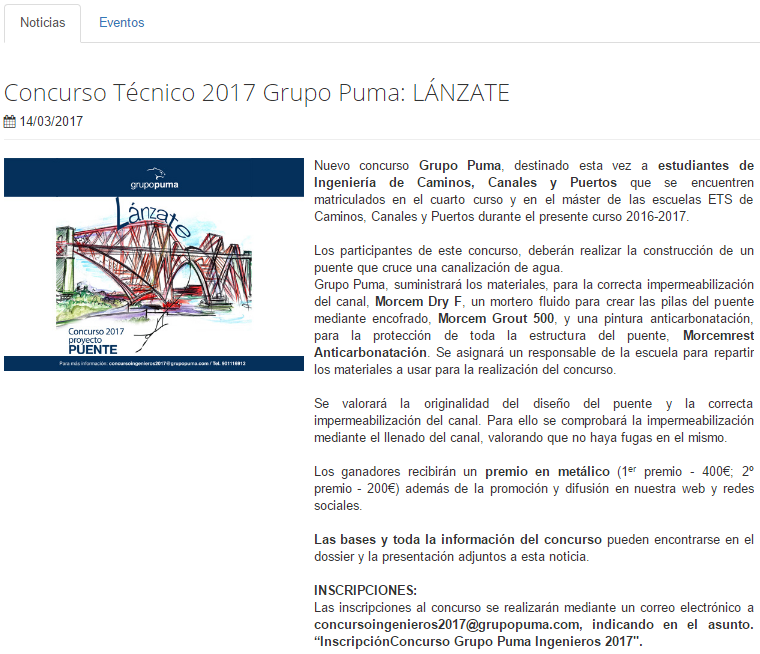 Noticias
Eventos
Concurso Técnico 2017 Grupo Puma: LÁNZATE
14/03/2017
grupopuma
Lánzate
Concurso 2017
proyecto
PUENTE
Para más información: concursoingenieros2017@grupopuma.com / Tel. 901116912
Nuevo concurso Grupo Puma, destinado esta vez a estudiantes de
Ingeniería de Caminos, Canales y Puertos que se encuentren
matriculados en el cuarto curso y en el máster de las escuelas ETS de
Caminos, Canales y Puertos durante el presente curso 2016-2017.
Los participantes de este concurso, deberán realizar la construcción de un
puente que cruce una canalización de agua.
Grupo Puma, suministrará los materiales, para la correcta impermeabilización
del canal, Morcem Dry F, un mortero fluido para crear las pilas del puente
mediante encofrado, Morcem Grout 500, y una pintura anticarbonatación,
para la protección de toda la estructura del puente, Morcemrest
Anticarbonatación. Se asignará un responsable de la escuela para repartir
los materiales a usar para la realización del concurso.
Se valorará la originalidad del diseño del puente y la correcta
impermeabilización del canal. Para ello se comprobará la impermeabilización
mediante el llenado del canal, valorando que no haya fugas en el mismo.
Los ganadores recibirán un premio en metálico (1er premio - 400€; 2º
premio - 200€) además de la promoción y difusión en nuestra web y redes
sociales.
Las bases y toda la información del concurso pueden encontrarse en el
dossier y la presentación adjuntos a esta noticia.
INSCRIPCIONES:
Las inscripciones al concurso se realizarán mediante un correo electrónico a
concursoingenieros2017@grupopuma.com, indicando en el asunto.
“InscripciónConcurso Grupo Puma Ingenieros 2017".